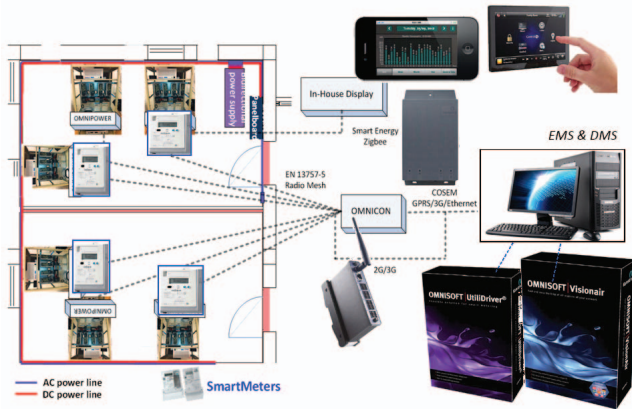 OMNIPOWER
Bidirectional
power supply
Panelboard
In-House Display
Smart Energy
Zigbee
EMS & DMS
EN 13757-5
Radio Mesh
OMNICON
COSEM
GPRS/3G/Ethernet
2G/3G
OMNIPOWER
OMNISOFT UtiliDriver®
OMNISOFT Visionair
AC power line
DC power line
SmartMeters